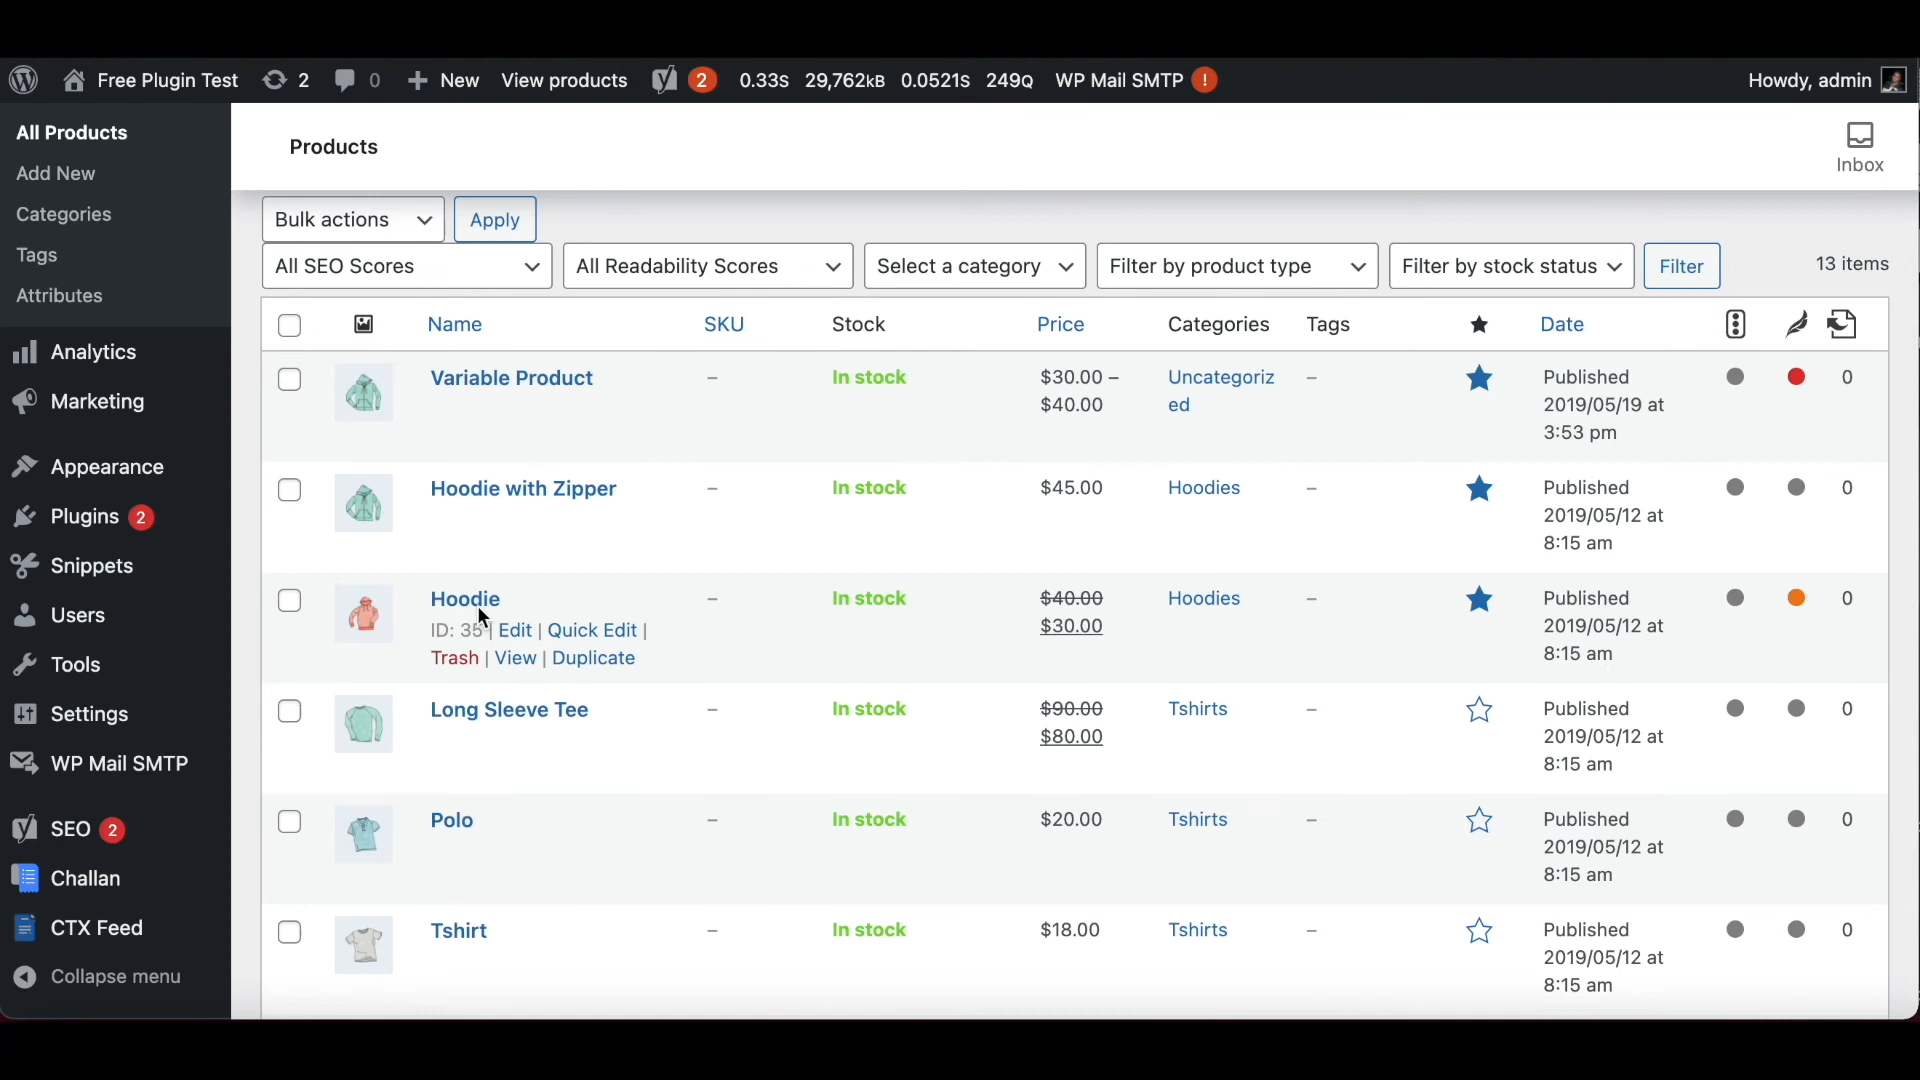 Free Plugin Test 2 0 New View products 2 0.33s 29,762KB 0.0521s 249Q WP Mail SMTP ! Howdy, admin
All Products
Add New
Categories
Tags
Attributes
Analytics
Marketing
Appearance
Plugins 2
Snippets
Users
Tools
Settings
WP Mail SMTP
SEO 2
Challan
CTX Feed
Collapse menu
Products
Inbox
Bulk actions Apply
All SEO Scores All Readability Scores Select a category Filter by product type Filter by stock status Filter 13 items
Name SKU Stock Price Categories Tags Date
Variable Product – In stock $30.00 – Uncategoriz – Published 0
$40.00 ed 2019/05/19 at
3:53 pm
Hoodie with Zipper – In stock $45.00 Hoodies – Published 0
2019/05/12 at
8:15 am
Hoodie – In stock $40.00 Hoodies – Published 0
ID: 35 | Edit | Quick Edit | $30.00 2019/05/12 at
Trash | View | Duplicate 8:15 am
Long Sleeve Tee – In stock $90.00 Tshirts – Published 0
$80.00 2019/05/12 at
8:15 am
Polo – In stock $20.00 Tshirts – Published 0
2019/05/12 at
8:15 am
Tshirt – In stock $18.00 Tshirts – Published 0
2019/05/12 at
8:15 am